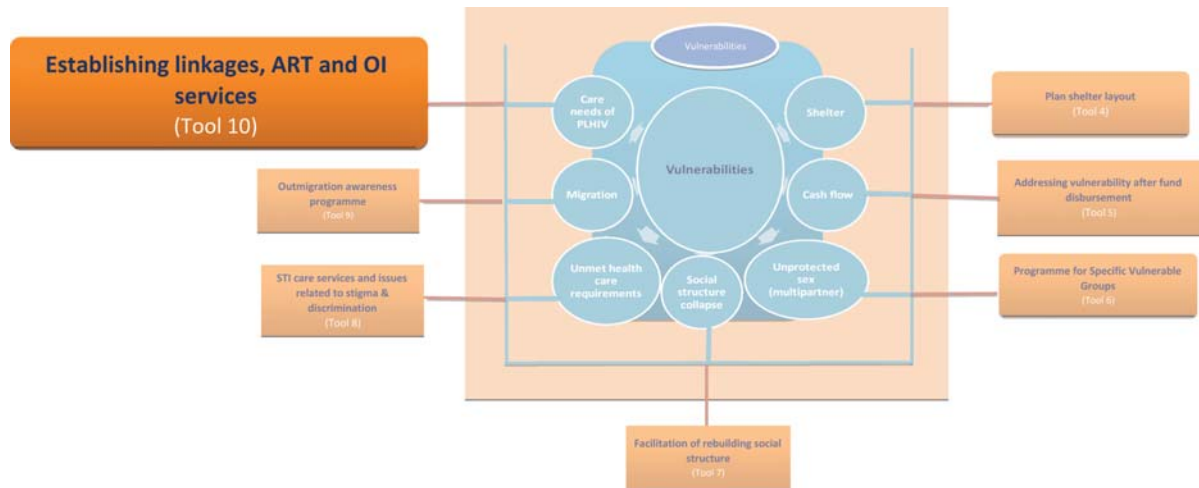 Establishing linkages, ART and OI
services
(Tool 10)
Outmigration awareness
programme
(Tool 9)
STI care services and issues
related to stigma &
discrimination
(Tool 8)
Vulnerabilities
Care
needs of
PLHIV
Shelter
Vulnerabilities
Migration
Cash flow
Unmet health
care
requirements
Social
structure
collapse
Unprotected
sex
(multipartner)
Plan shelter layout
(Tool 4)
Addressing vulnerability after fund
disbursement
(Tool 5)
Programme for Specific Vulnerable
Groups
(Tool 6)
Facilitation of rebuilding social
structure
(Tool 7)